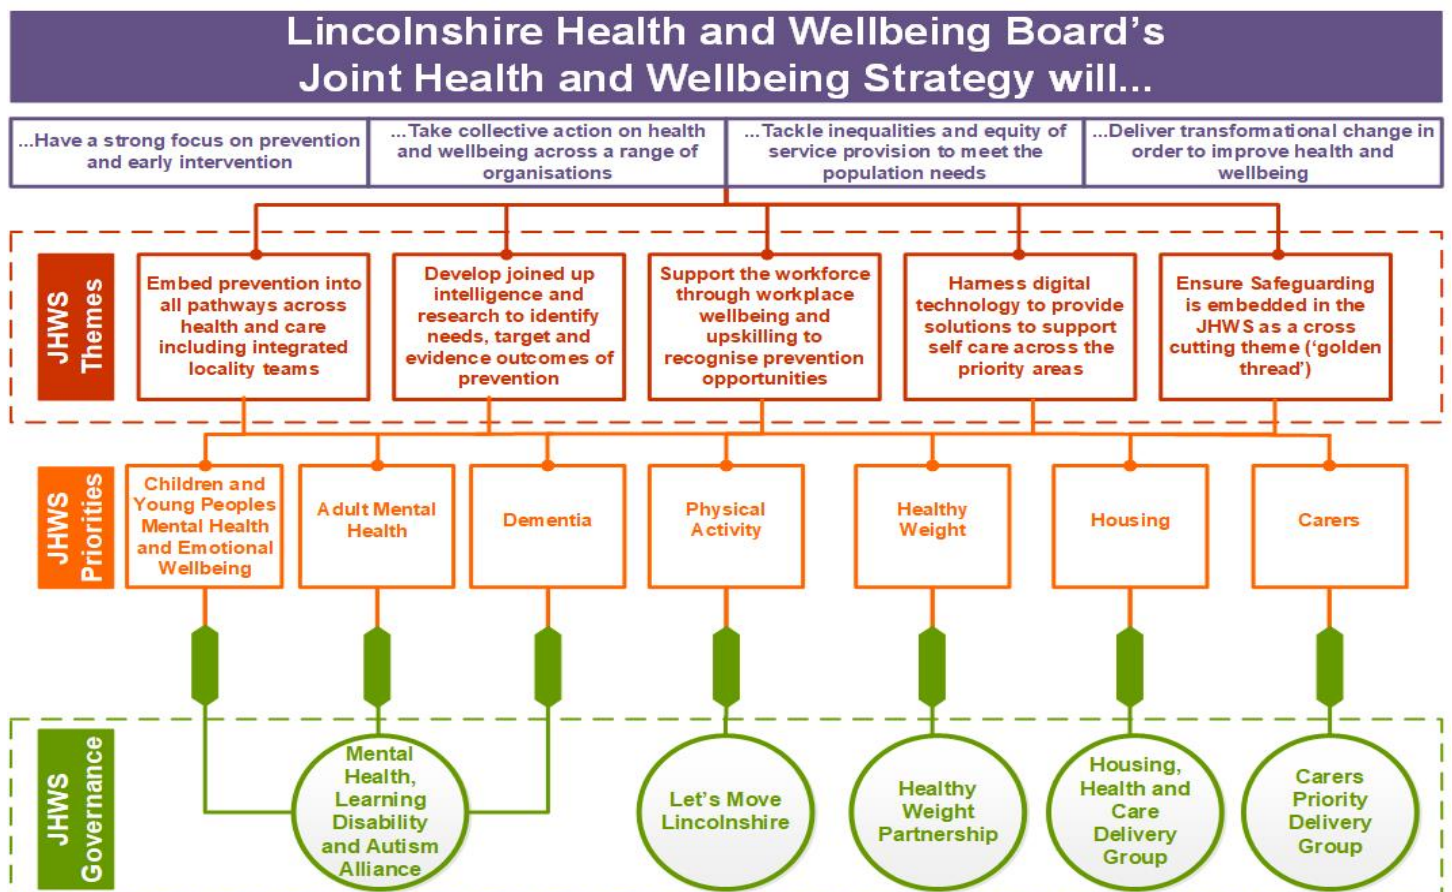 Lincolnshire Health and Wellbeing Board's
Joint Health and Wellbeing Strategy will...
...Have a strong focus on prevention
and early intervention
...Take collective action on health
and wellbeing across a range of
organisations
...Tackle inequalities and equity of
service provision to meet the
population needs
...Deliver transformational change in
order to improve health and
wellbeing
JHWS
Themes
Embed prevention into
all pathways across
health and care
including integrated
locality teams
Develop joined up
intelligence and
research to identify
needs, target and
evidence outcomes of
prevention
Support the workforce
through workplace
wellbeing and
upskilling to
recognise prevention
opportunities
Harness digital
technology to provide
solutions to support
self care across the
priority areas
Ensure Safeguarding
is embedded in the
JHWS as a cross
cutting theme ('golden
thread')
JHWS
Priorities
Children and
Young Peoples
Mental Health
and Emotional
Wellbeing
Adult Mental
Health
Dementia
Physical
Activity
Healthy
Weight
Housing
Carers
JHWS
Governance
Mental
Health,
Learning
Disability
and Autism
Alliance
Let's Move
Lincolnshire
Healthy
Weight
Partnership
Housing,
Health and
Care
Delivery
Group
Carers
Priority
Delivery
Group